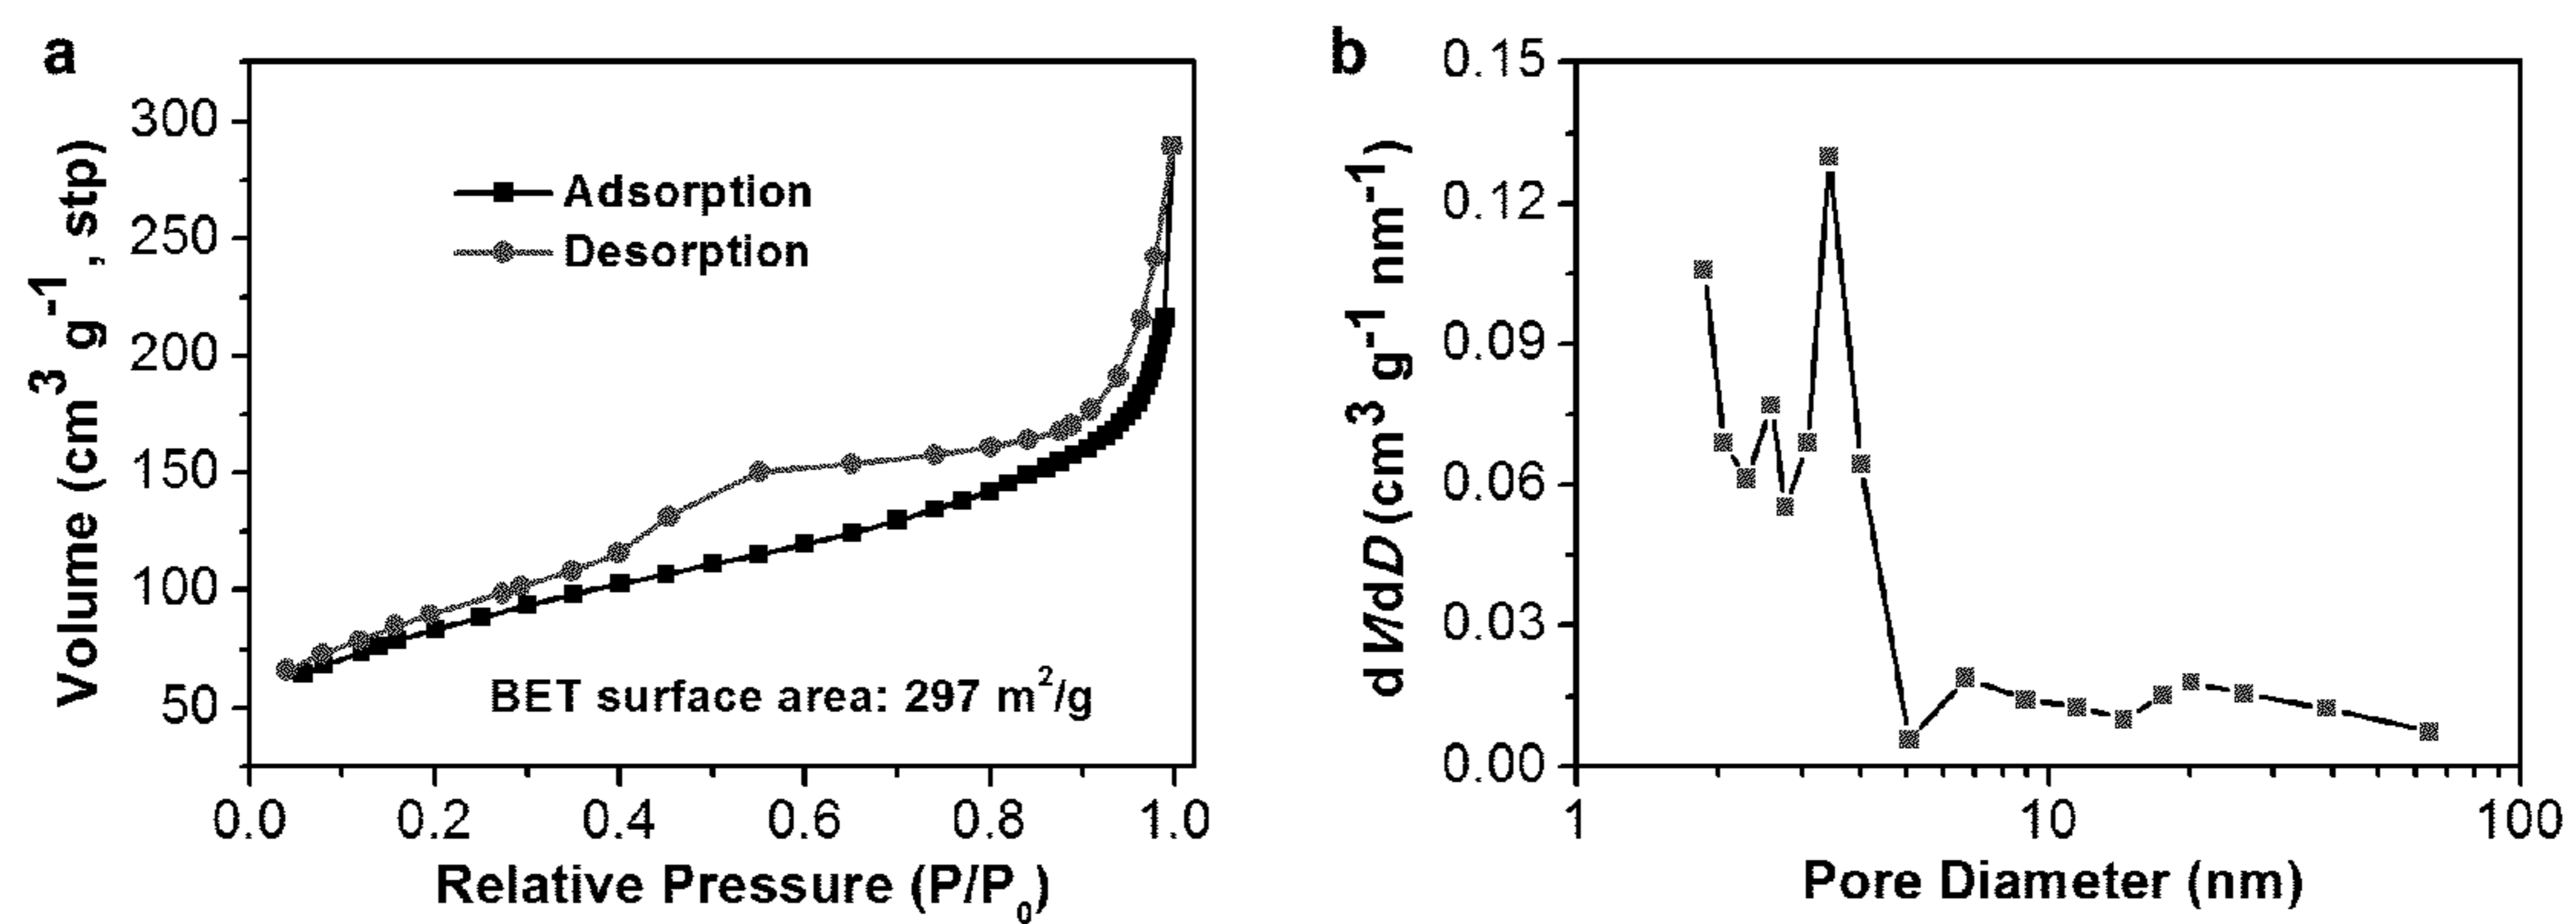 a
300
250
200
150
100
50
Volume (cm³ g⁻¹, stp)
Adsorption
Desorption
BET surface area: 297 m²/g
0.0 0.2 0.4 0.6 0.8 1.0
Relative Pressure (P/P₀)
b
0.15
0.12
0.09
0.06
0.03
0.00
dV/dD (cm³ g⁻¹ nm⁻¹)
1 10 100
Pore Diameter (nm)